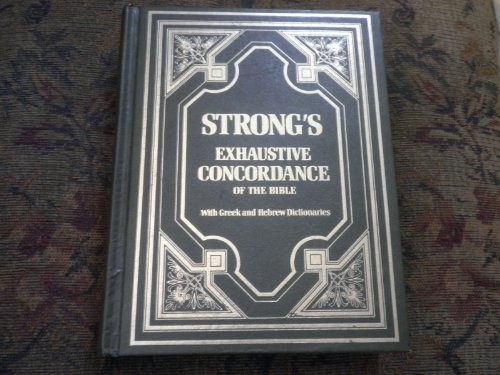 STRONG'S
EXHAUSTIVE
CONCORDANCE
OF THE BIBLE
With Greek and Hebrew Dictionaries